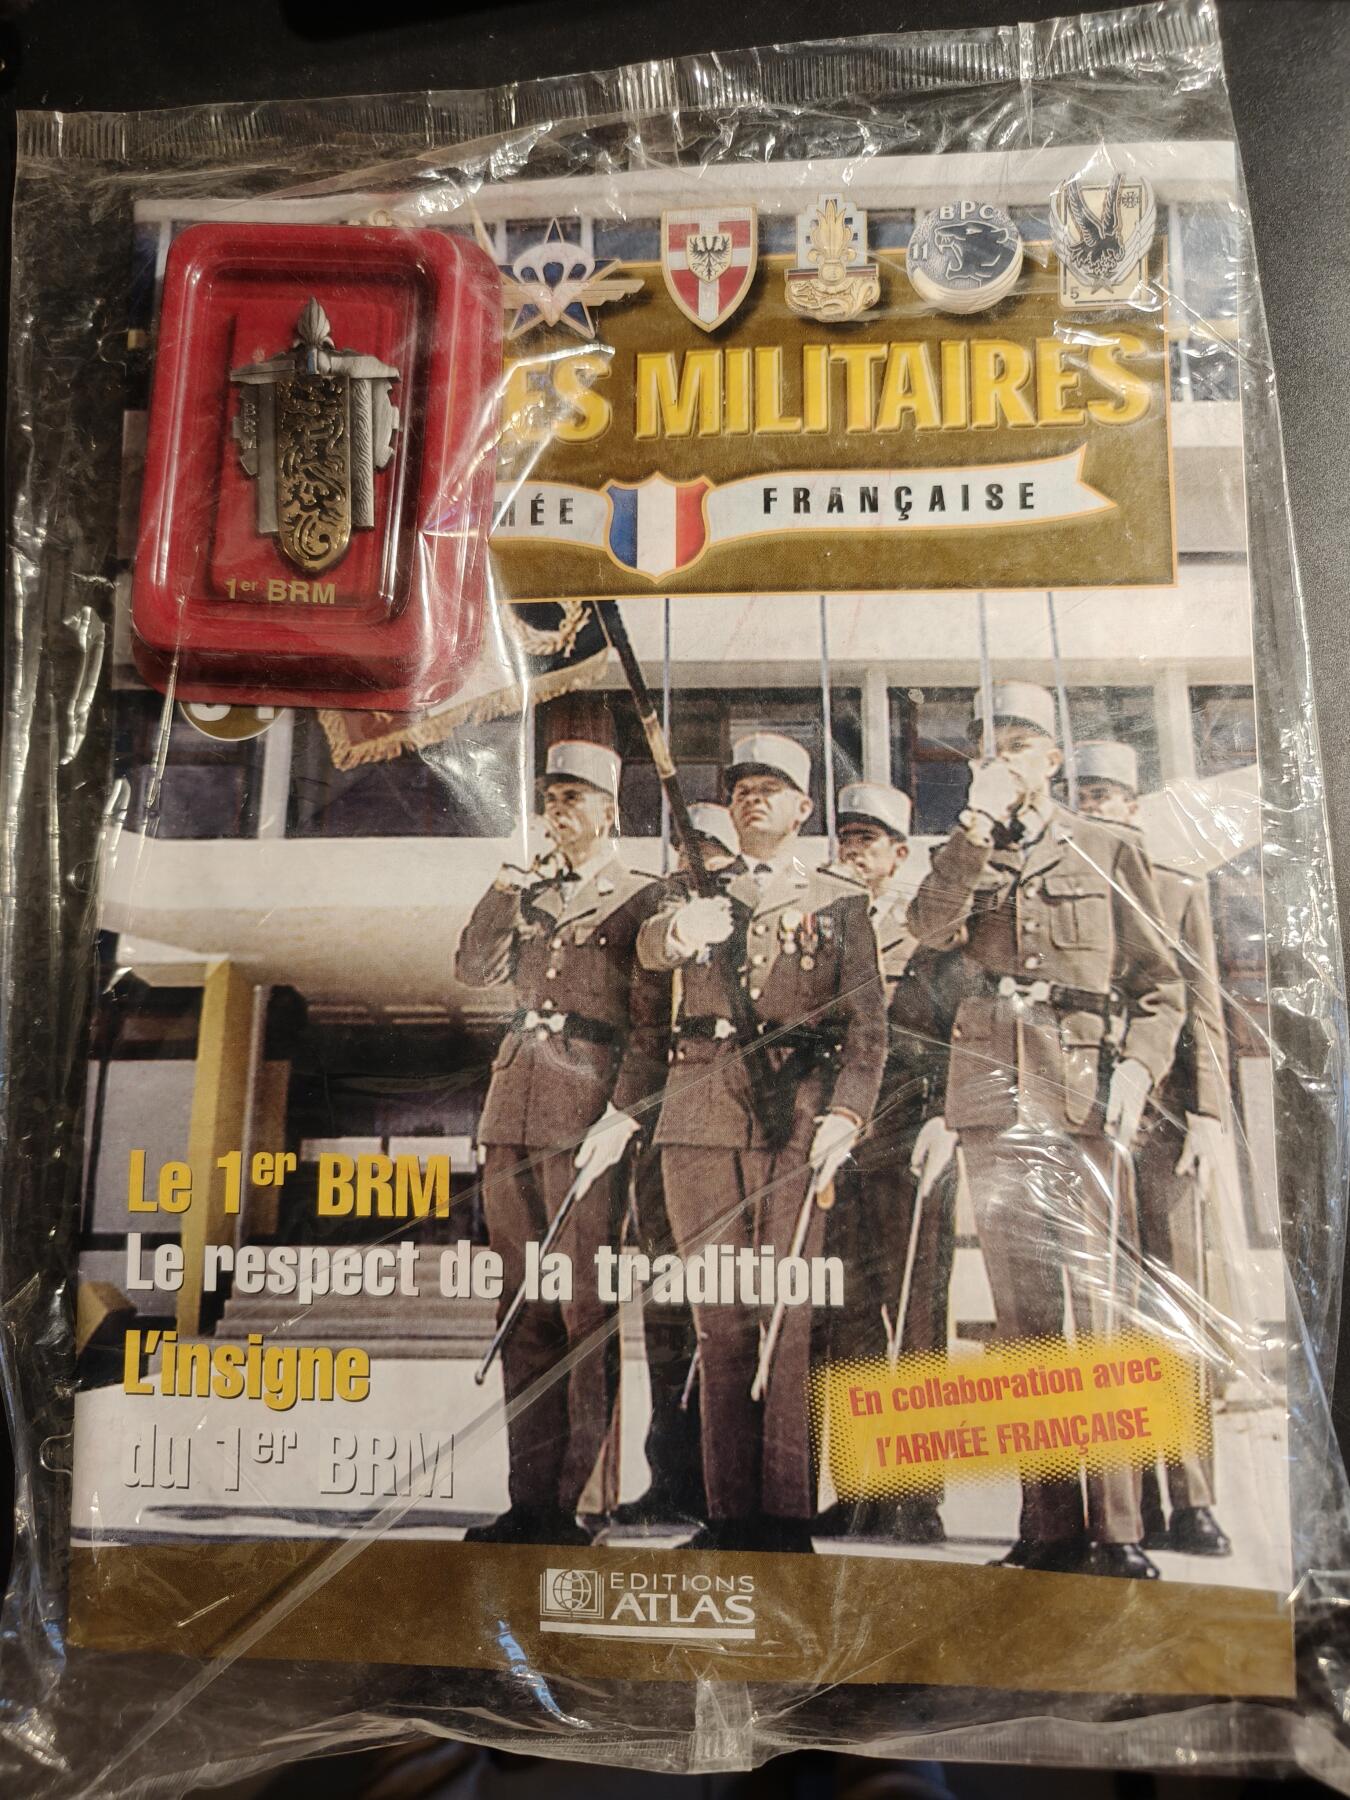 BPC
11
5
ES MILITAIRES
MÉE FRANÇAISE
1er BRM
Le 1er BRM
Le respect de la tradition
L'insigne
du 1er BRM
En collaboration avec
l'ARMÉE FRANÇAISE
EDITIONS
ATLAS